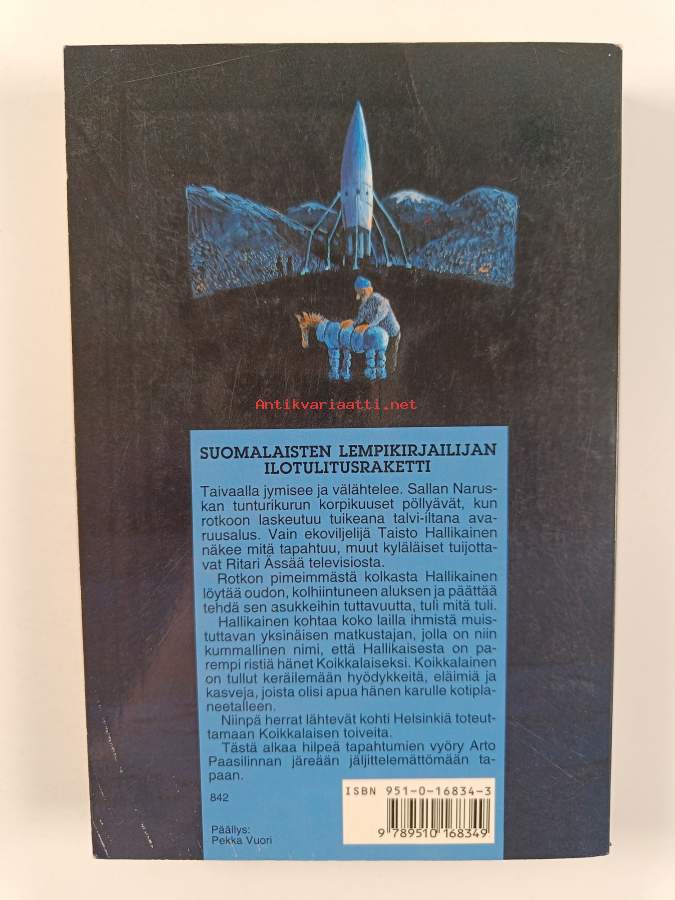 Antikvariaatti.net
SUOMALAISTEN LEMPIKIRJAILIJAN
ILOTULITUSRAKETTI
Taivaalla jymisee ja välähtelee. Sallan Narus-
kan tunturikurun korpikuuset pöllyävät, kun
rotkoon laskeutuu tuikeana talvi-iltana ava-
ruusalus. Vain ekoviljelijä Taisto Hallikainen
näkee mitä tapahtuu, muut kyläläiset tuijotta-
vat Ritari Ässää televisiosta.
Rotkon pimeimmästä kolkasta Hallikainen
löytää oudon, kolhiintuneen aluksen ja päättää
tehdä sen asukkeihin tuttavuutta, tuli mitä tuli.
Hallikainen kohtaa koko lailla ihmistä muis-
tuttavan yksinäisen matkustajan, jolla on niin
kummallinen nimi, että Hallikaisesta on pa-
rempi ristiä hänet Koikkalaiseksi. Koikkalainen
on tullut keräilemään hyödykkeitä, eläimiä ja
kasveja, joista olisi apua hänen karulle kotipla-
neetalleen.
Niinpä herrat lähtevät kohti Helsinkiä toteut-
tamaan Koikkalaisen toiveita.
Tästä alkaa hilpeä tapahtumien vyöry Arto
Paasilinnan järeään jäljittelemättömään ta-
paan.
842
Päällys:
Pekka Vuori
ISBN 951-0-16834-3
9 789510 168349